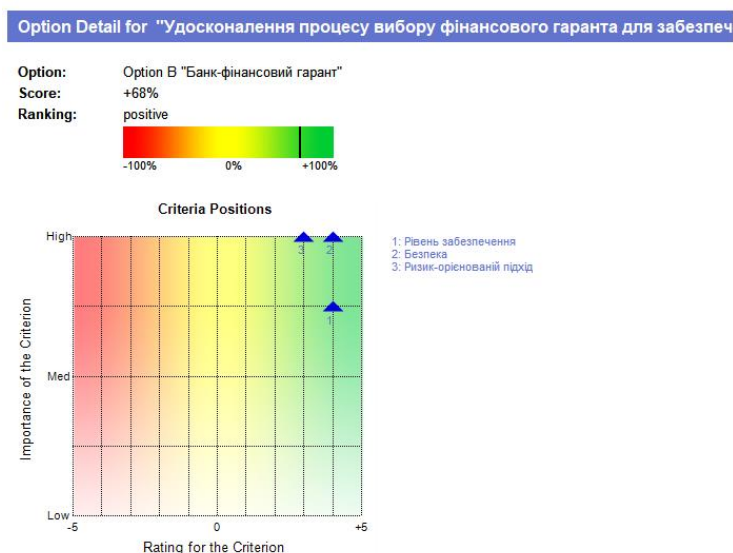 Option Detail for "Удосконалення процесу вибору фінансового гаранта для забезпеч
Option: Option B "Банк-фінансовий гарант"
Score: +68%
Ranking: positive
-100% 0% +100%
Criteria Positions
High
3 2
1: Рівень забезпечення
2: Безпека
3: Ризик-орієнованій підхід
1
Importance of the Criterion
Med
Low
-5 0 +5
Rating for the Criterion